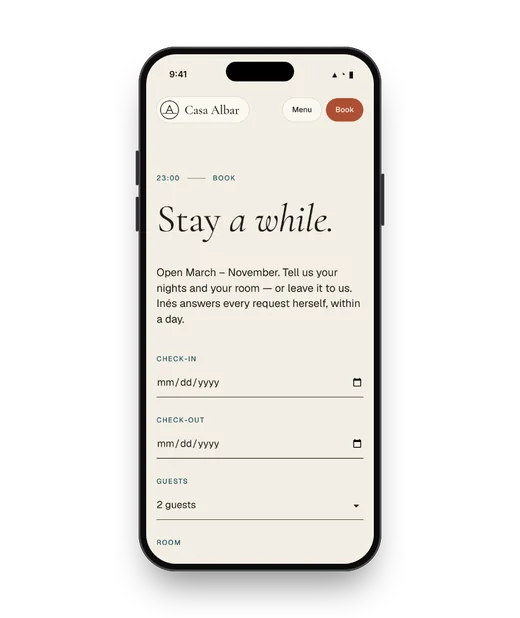 9:41
A Casa Albar
Menu
Book
23:00 BOOK
Stay a while.
Open March – November. Tell us your
nights and your room — or leave it to us.
Inés answers every request herself, within
a day.
CHECK-IN
mm/dd/yyyy
CHECK-OUT
mm/dd/yyyy
GUESTS
2 guests
ROOM